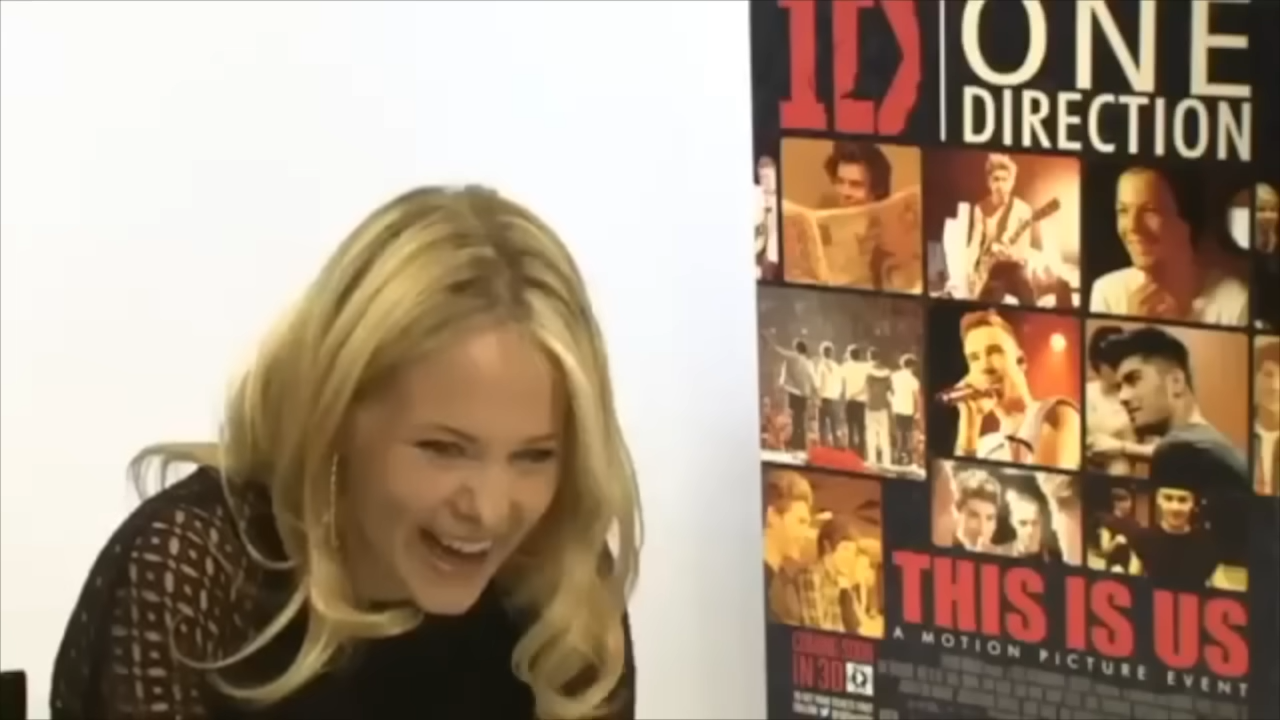 1D
ONE
DIRECTION
THIS IS US
A MOTION PICTURE EVENT
COMING SOON
IN 3D